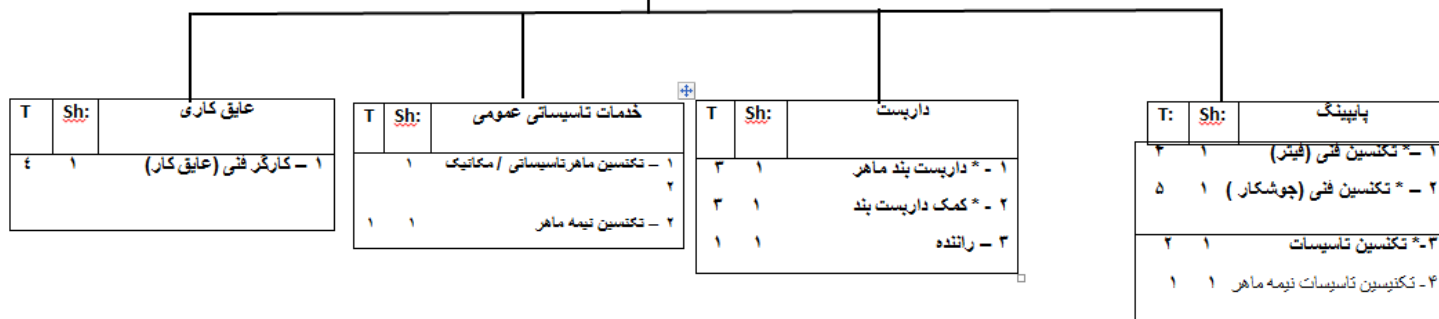 پایپینگ Sh: T:
۱ – * تکنسین فنی (فیتر) ۱ ۴
۲ – * تکنسین فنی (جوشکار ) ۱ ۵
۳-* تکنسین تاسیسات ۱ ۲
۴- تکنیسین تاسیسات نیمه ماهر ۱ ۱
داربست Sh: T
۱ - * داربست بند ماهر ۱ ۳
۲ - * کمک داربست بند ۱ ۳
۳ – راننده ۱ ۱
خدمات تاسیساتی عمومی Sh: T
۱ – تکنسین ماهرتاسیساتی / مکانیک ۱
۲
۲ – تکنسین نیمه ماهر ۱ ۱
عایق کاری Sh: T
۱ – کارگر فنی (عایق کار) ۱ ٤